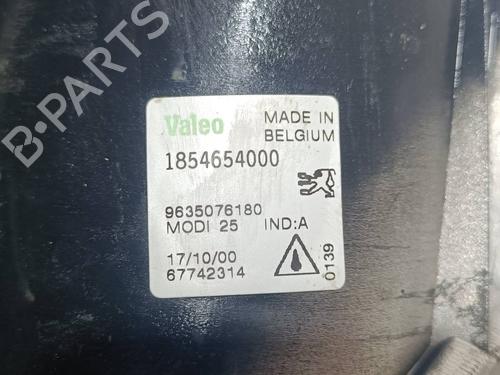 B-PARTS
Valeo
MADE IN
BELGIUM
1854654000
9635076180
MODI 25 IND:A
17/10/00
67742314
0139